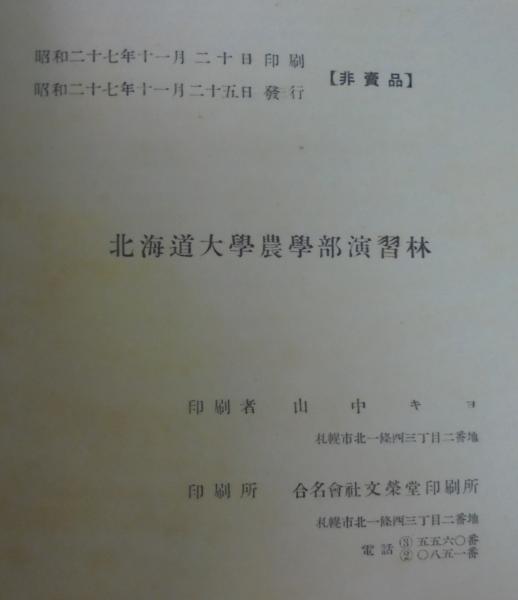 昭和二十七年十一月二十日印刷
昭和二十七年十一月二十五日發行
【非賣品】
北海道大學農學部演習林
印刷者 山中キヨ
札幌市北一條西三丁目二番地
印刷所 合名會社文榮堂印刷所
札幌市北一條西三丁目二番地
電話 ③五五六〇番
②〇八五一番